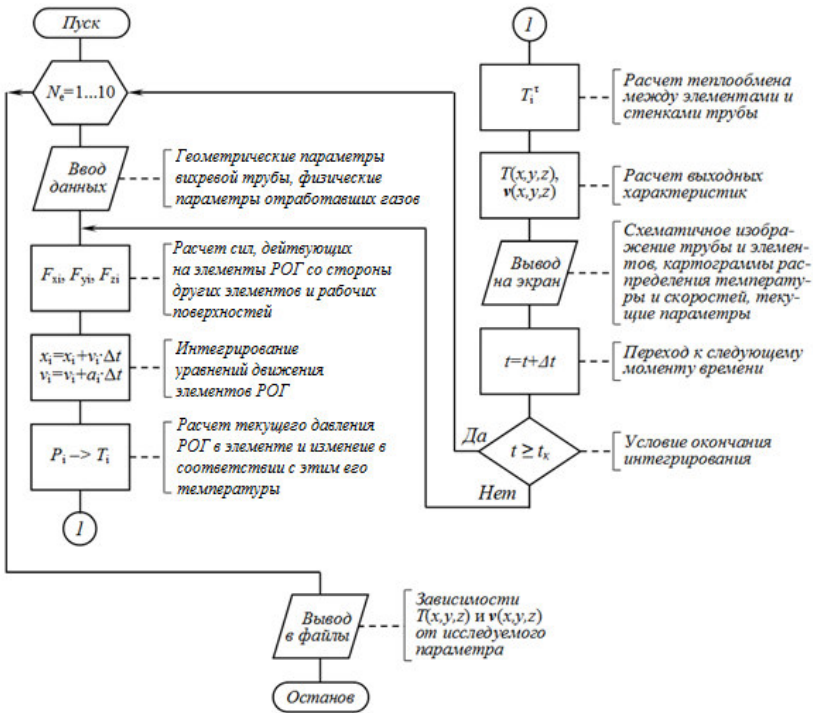 Пуск
Nе=1...10
Ввод
данных
Геометрические параметры
вихревой трубы, физические
параметры отработавших газов
Fxi, Fyi, Fzi
Расчет сил, действующих
на элементы РОГ со стороны
других элементов и рабочих
поверхностей
xi=xi+vi·Δt
vi=vi+ai·Δt
Интегрирование
уравнений движения
элементов РОГ
Pi –> Ti
Расчет текущего давления
РОГ в элементе и изменеие в
соответствии с этим его
температуры
1
1
Tiτ
Расчет теплообмена
между элементами и
стенками трубы
T(x,y,z),
v(x,y,z)
Расчет выходных
характеристик
Вывод
на экран
Схематичное изобра-
жение трубы и элемен-
тов, картограммы рас-
пределения температу-
ры и скоростей, теку-
щие параметры
t=t+Δt
Переход к следующему
моменту времени
Да
t ≥ tк
Нет
Условие окончания
интегрирования
Вывод
в файлы
Зависимости
T(x,y,z) и v(x,y,z)
от исследуемого
параметра
Останов